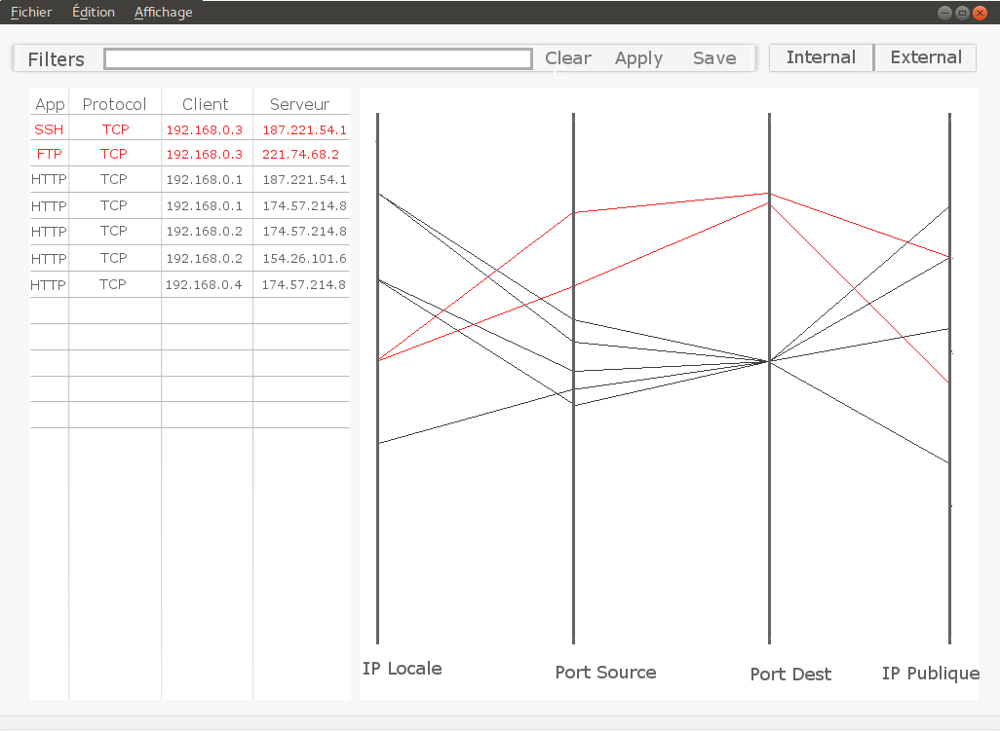 Fichier Édition Affichage
Filters Clear Apply Save Internal External
App Protocol Client Serveur
SSH TCP 192.168.0.3 187.221.54.1
FTP TCP 192.168.0.3 221.74.68.2
HTTP TCP 192.168.0.1 187.221.54.1
HTTP TCP 192.168.0.1 174.57.214.8
HTTP TCP 192.168.0.2 174.57.214.8
HTTP TCP 192.168.0.2 154.26.101.6
HTTP TCP 192.168.0.4 174.57.214.8
IP Locale Port Source Port Dest IP Publique